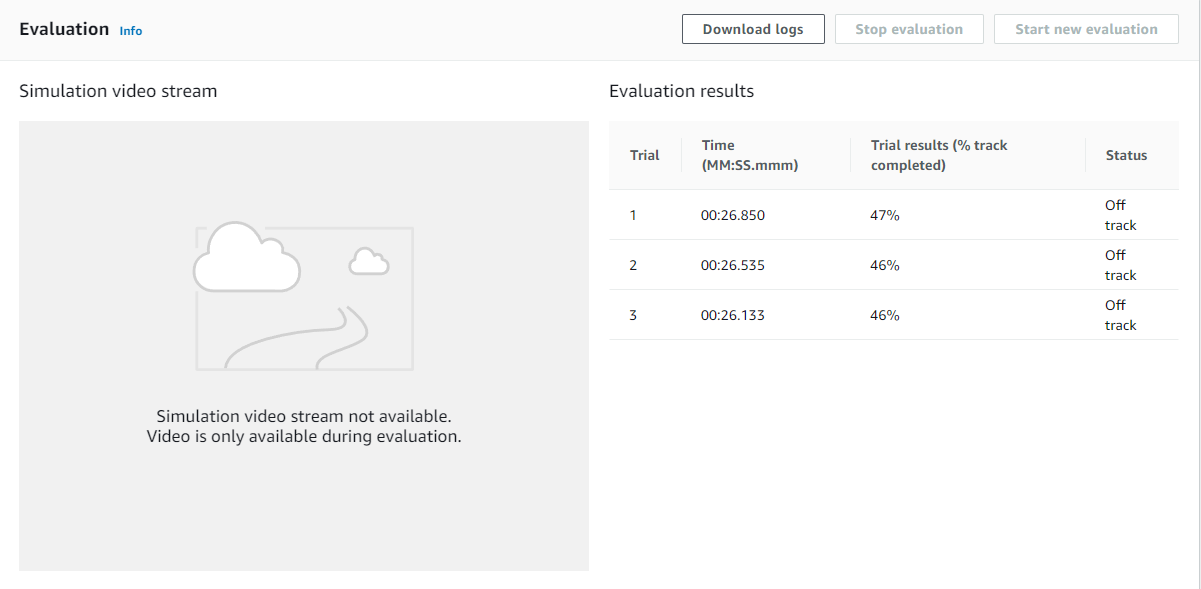 Evaluation Info
Download logs
Stop evaluation
Start new evaluation
Simulation video stream
Simulation video stream not available.
Video is only available during evaluation.
Evaluation results
Trial
Time
(MM:SS.mmm)
Trial results (% track
completed)
Status
1 00:26.850 47% Off
track
2 00:26.535 46% Off
track
3 00:26.133 46% Off
track